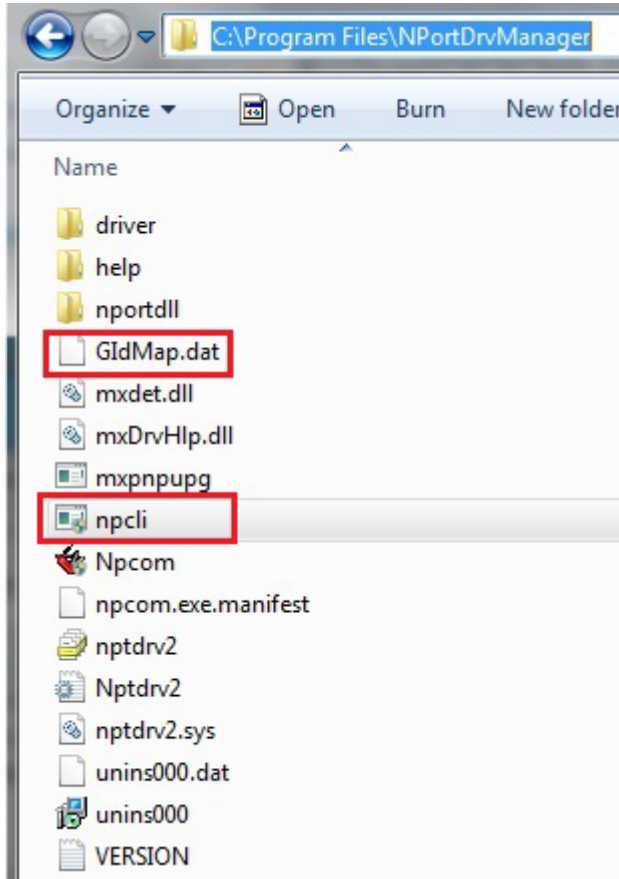 C:\Program Files\NPortDrvManager
Organize Open Burn New folder
Name
driver
help
nportdll
GIdMap.dat
mxdet.dll
mxDrvHlp.dll
mxpnpupg
npcli
Npcom
npcom.exe.manifest
nptdrv2
Nptdrv2
nptdrv2.sys
unins000.dat
unins000
VERSION